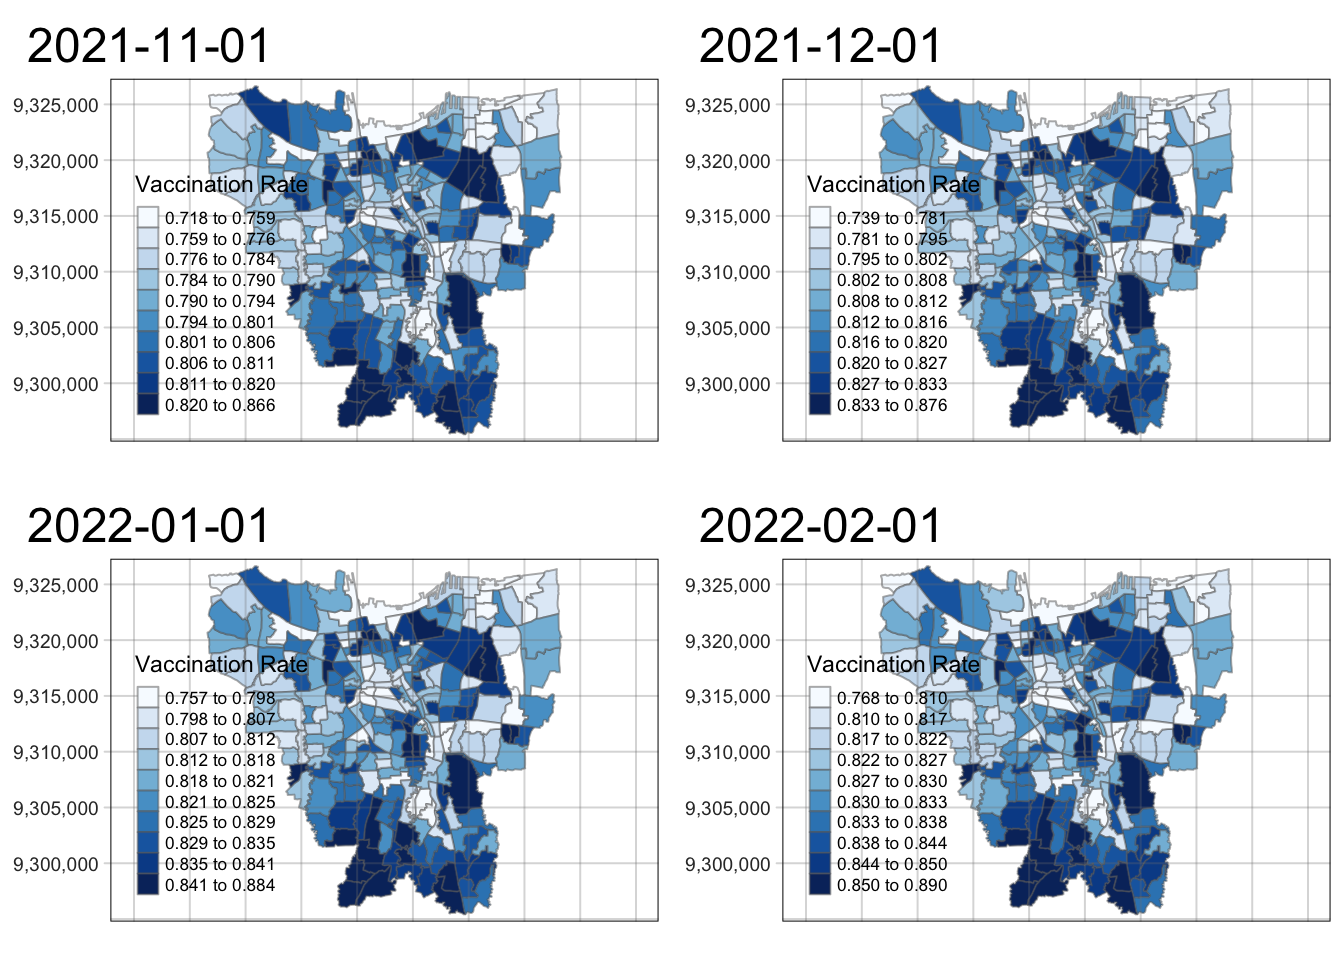 2021-11-01
9,325,000
9,320,000
9,315,000
9,310,000
9,305,000
9,300,000
Vaccination Rate
0.718 to 0.759
0.759 to 0.776
0.776 to 0.784
0.784 to 0.790
0.790 to 0.794
0.794 to 0.801
0.801 to 0.806
0.806 to 0.811
0.811 to 0.820
0.820 to 0.866
2021-12-01
9,325,000
9,320,000
9,315,000
9,310,000
9,305,000
9,300,000
Vaccination Rate
0.739 to 0.781
0.781 to 0.795
0.795 to 0.802
0.802 to 0.808
0.808 to 0.812
0.812 to 0.816
0.816 to 0.820
0.820 to 0.827
0.827 to 0.833
0.833 to 0.876
2022-01-01
9,325,000
9,320,000
9,315,000
9,310,000
9,305,000
9,300,000
Vaccination Rate
0.757 to 0.798
0.798 to 0.807
0.807 to 0.812
0.812 to 0.818
0.818 to 0.821
0.821 to 0.825
0.825 to 0.829
0.829 to 0.835
0.835 to 0.841
0.841 to 0.884
2022-02-01
9,325,000
9,320,000
9,315,000
9,310,000
9,305,000
9,300,000
Vaccination Rate
0.768 to 0.810
0.810 to 0.817
0.817 to 0.822
0.822 to 0.827
0.827 to 0.830
0.830 to 0.833
0.833 to 0.838
0.838 to 0.844
0.844 to 0.850
0.850 to 0.890